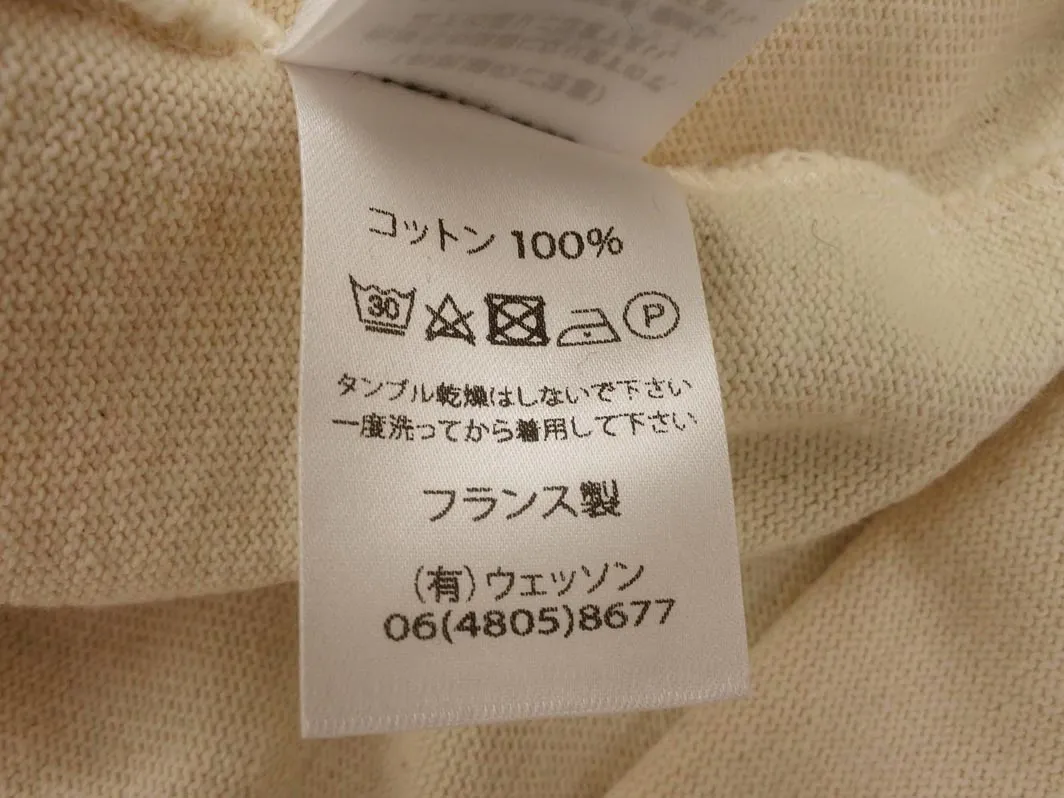 コットン 100%
30 P
タンブル乾燥はしないで下さい
一度洗ってから着用して下さい
フランス製
(有)ウェッソン
06(4805)8677